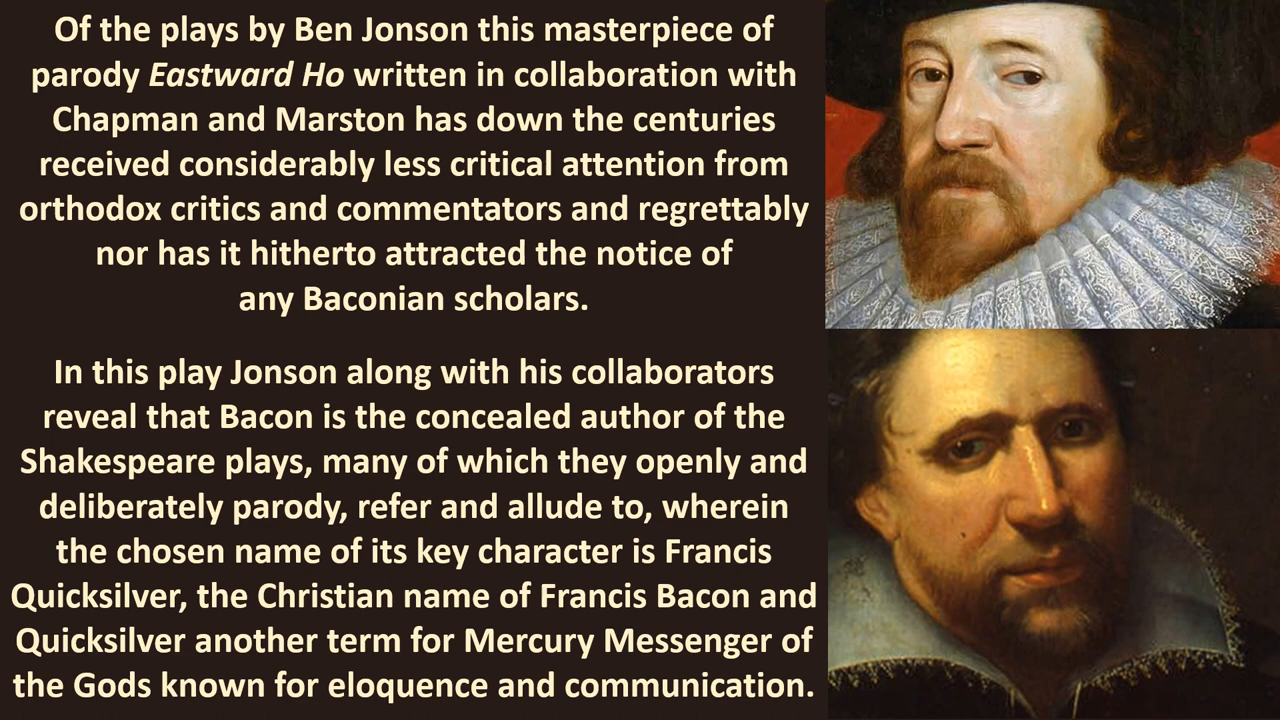 Of the plays by Ben Jonson this masterpiece of
parody Eastward Ho written in collaboration with
Chapman and Marston has down the centuries
received considerably less critical attention from
orthodox critics and commentators and regrettably
nor has it hitherto attracted the notice of
any Baconian scholars.
In this play Jonson along with his collaborators
reveal that Bacon is the concealed author of the
Shakespeare plays, many of which they openly and
deliberately parody, refer and allude to, wherein
the chosen name of its key character is Francis
Quicksilver, the Christian name of Francis Bacon and
Quicksilver another term for Mercury Messenger of
the Gods known for eloquence and communication.